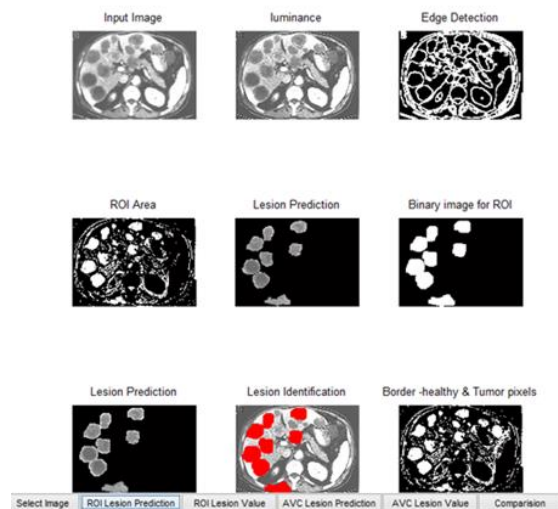 Input Image
luminance
Edge Detection
ROI Area
Lesion Prediction
Binary image for ROI
Lesion Prediction
Lesion Identification
Border -healthy & Tumor pixels
Select Image
ROI Lesion Prediction
ROI Lesion Value
AVC Lesion Prediction
AVC Lesion Value
Comparision